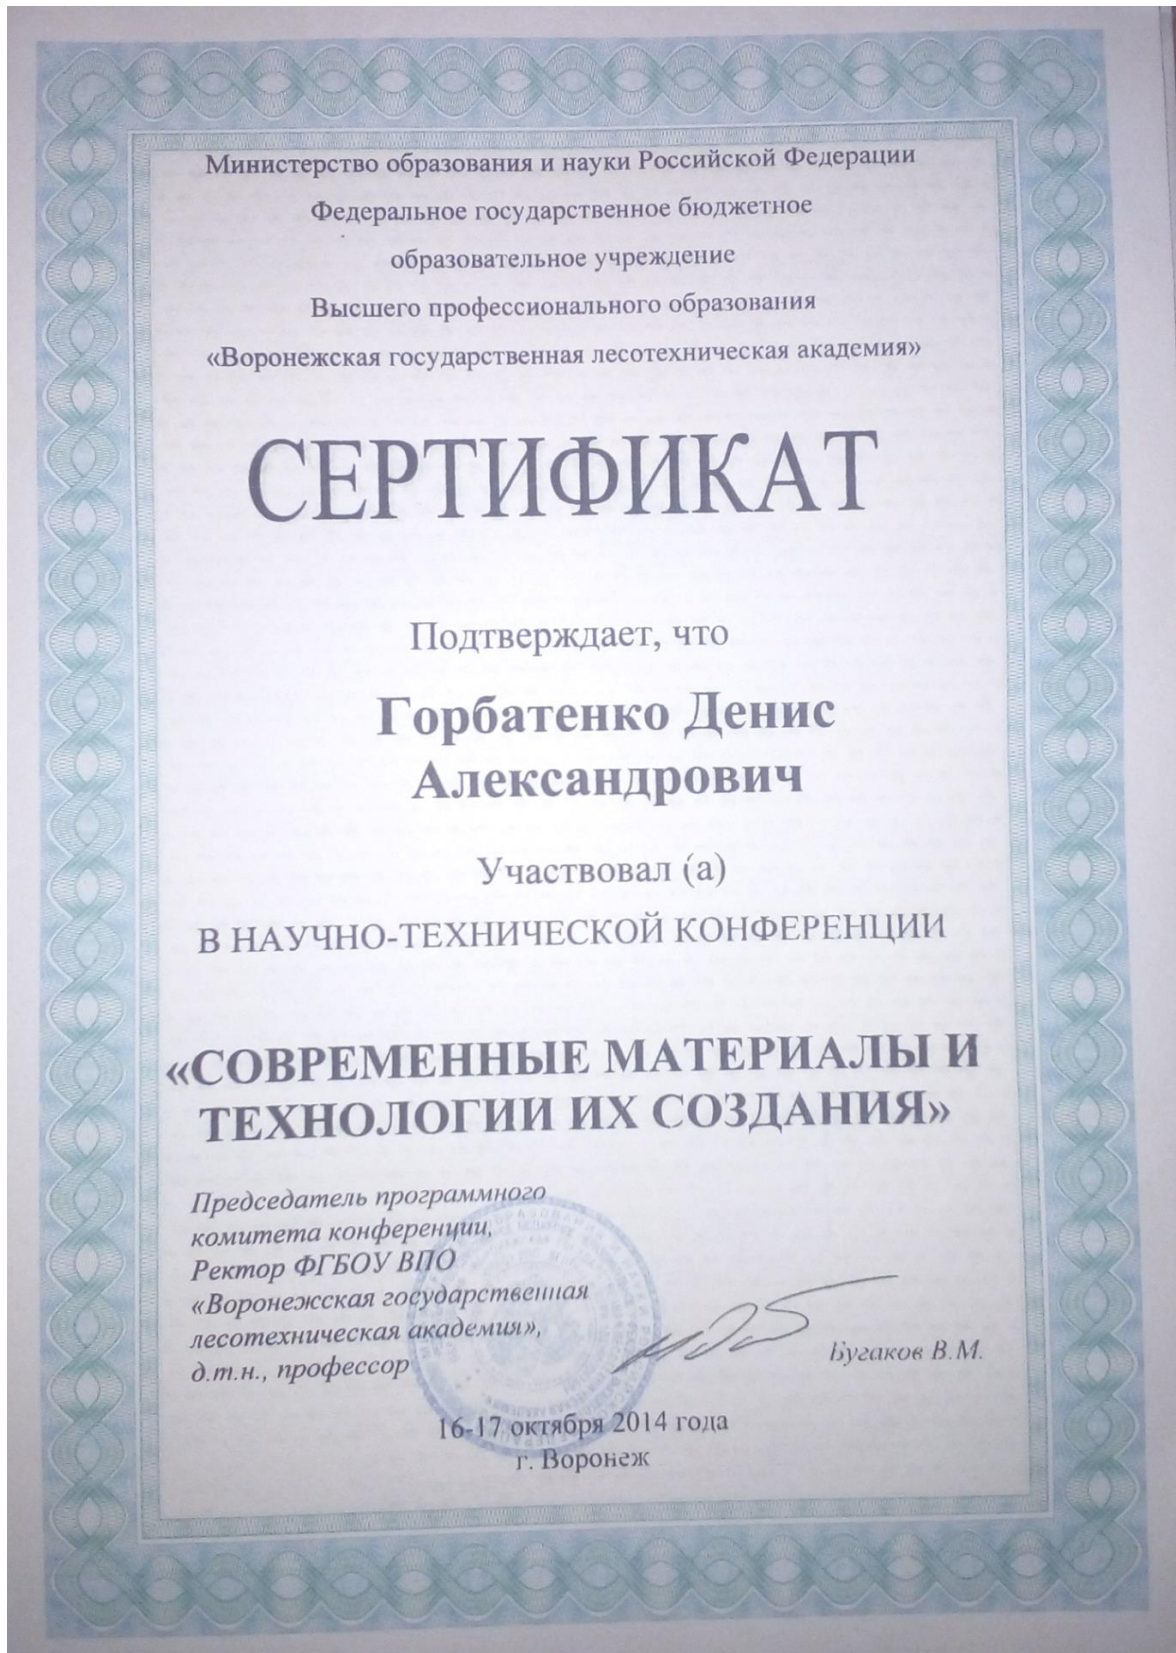 Министерство образования и науки Российской Федерации
Федеральное государственное бюджетное
образовательное учреждение
Высшего профессионального образования
«Воронежская государственная лесотехническая академия»
СЕРТИФИКАТ
Подтверждает, что
Горбатенко Денис
Александрович
Участвовал (а)
В НАУЧНО-ТЕХНИЧЕСКОЙ КОНФЕРЕНЦИИ
«СОВРЕМЕННЫЕ МАТЕРИАЛЫ И
ТЕХНОЛОГИИ ИХ СОЗДАНИЯ»
Председатель программного
комитета конференции,
Ректор ФГБОУ ВПО
«Воронежская государственная
лесотехническая академия»,
д.т.н., профессор
Бугаков В.М.
16-17 октября 2014 года
г. Воронеж